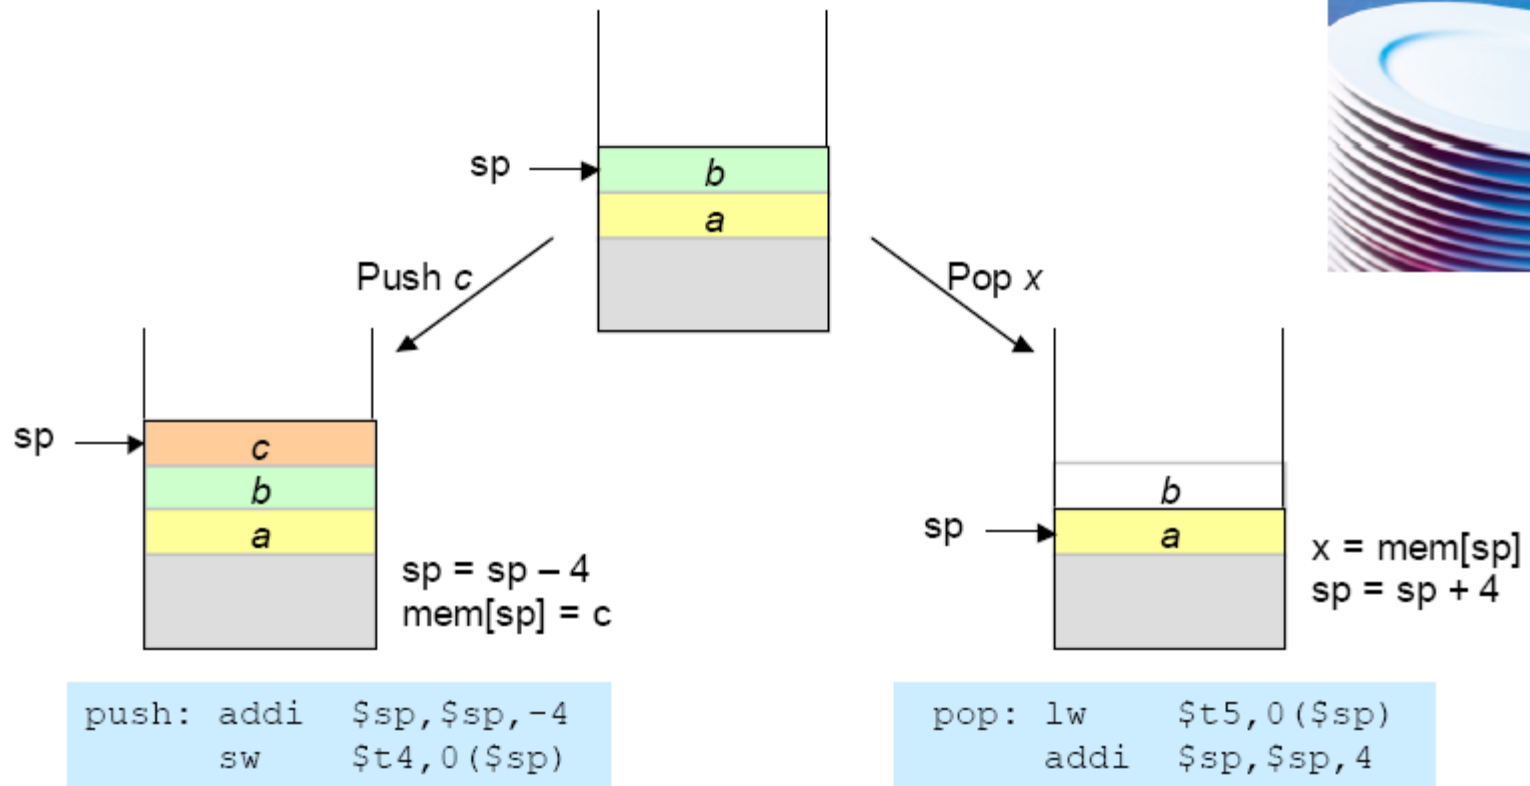 sp
b
a
Push c
Pop x
sp
c
b
a
sp = sp – 4
mem[sp] = c
sp
b
a
x = mem[sp]
sp = sp + 4
push: addi $sp,$sp,-4
sw $t4,0($sp)
pop: lw $t5,0($sp)
addi $sp,$sp,4